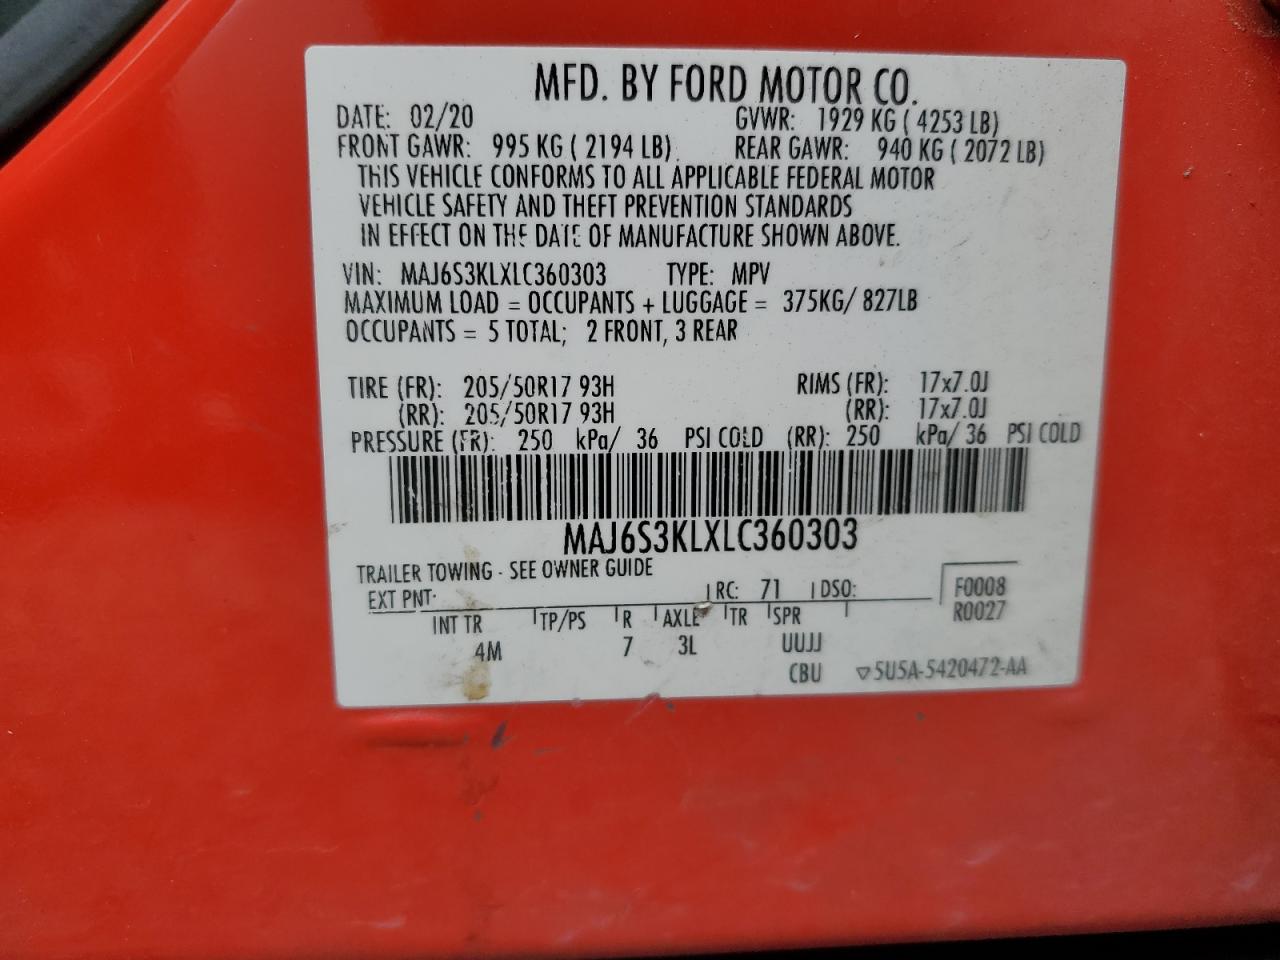 MFD. BY FORD MOTOR CO.
DATE: 02/20 GVWR: 1929 KG ( 4253 LB)
FRONT GAWR: 995 KG ( 2194 LB) REAR GAWR: 940 KG ( 2072 LB)
THIS VEHICLE CONFORMS TO ALL APPLICABLE FEDERAL MOTOR
VEHICLE SAFETY AND THEFT PREVENTION STANDARDS
IN EFFECT ON THE DATE OF MANUFACTURE SHOWN ABOVE.
VIN: MAJ6S3KLXLC360303 TYPE: MPV
MAXIMUM LOAD = OCCUPANTS + LUGGAGE = 375KG/ 827LB
OCCUPANTS = 5 TOTAL; 2 FRONT, 3 REAR
TIRE (FR): 205/50R17 93H RIMS (FR): 17x7.0J
(RR): 205/50R17 93H (RR): 17x7.0J
PRESSURE (FR): 250 kPa/ 36 PSI COLD (RR): 250 kPa/ 36 PSI COLD
MAJ6S3KLXLC360303
TRAILER TOWING - SEE OWNER GUIDE
EXT PNT: RC: 71 DSO: F0008
R0027
INT TR TP/PS R AXLE TR SPR
4M 7 3L UUJJ
CBU ▽5U5A-5420472-AA